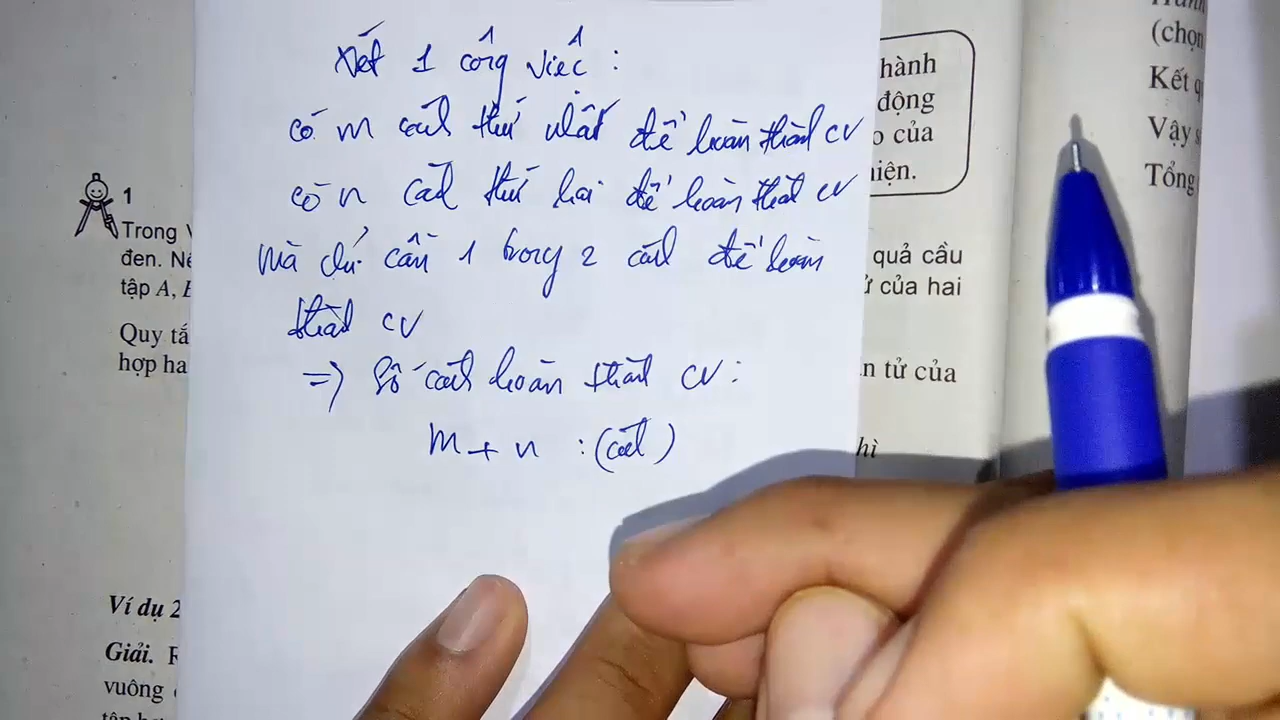 Xét 1 công việc :
có m cách thứ nhất để hoàn thành CV
có n cách thứ hai để hoàn thành CV
mà chỉ cần 1 trong 2 cách để hoàn
thành CV
=> Số cách hoàn thành CV :
m + n : (cách)
hành
động
của
iện.
1
Trong
đen. Nế
tập A,
quả cầu
của hai
Quy tắ
hợp ha
n tử của
hì
Ví dụ 2
Giải.
vuông
(chọn
Kết q
Vậy s
Tổng